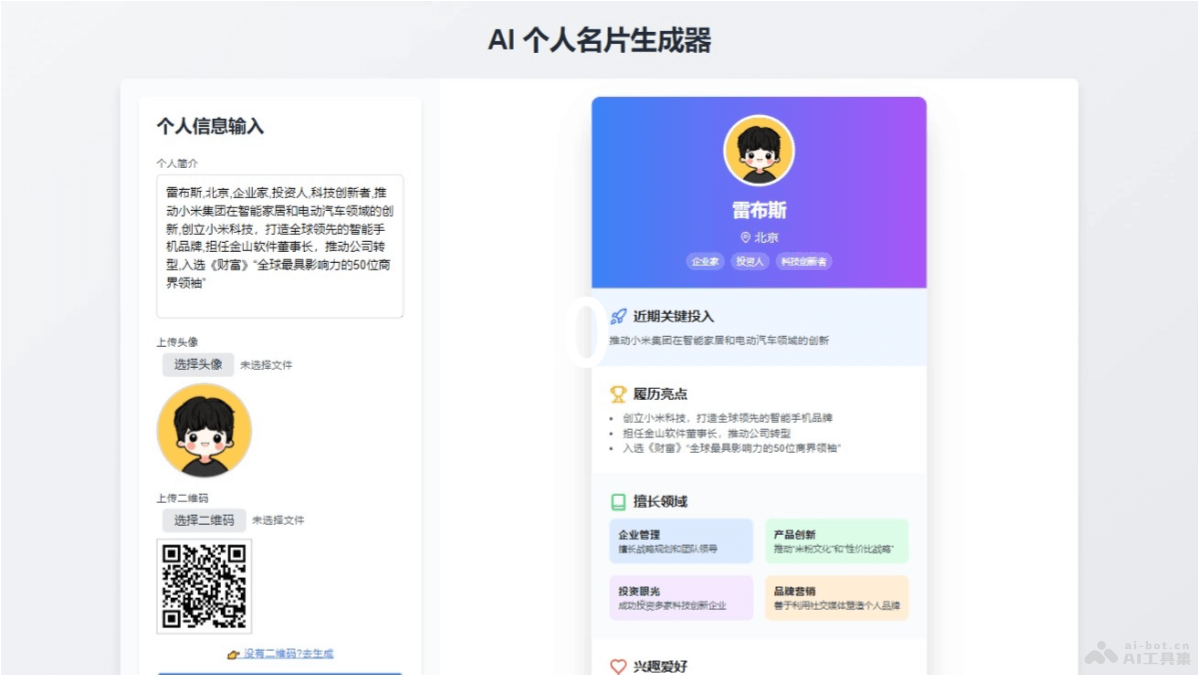 AI 个人名片生成器
个人信息输入
个人简介
雷布斯,北京,企业家,投资人,科技创新者,推
动小米集团在智能家居和电动汽车领域的创
新,创立小米科技，打造全球领先的智能手
机品牌,担任金山软件董事长，推动公司转
型,入选《财富》“全球最具影响力的50位商
界领袖”
上传头像
选择头像 未选择文件
上传二维码
选择二维码 未选择文件
👉 没有二维码?去生成
雷布斯
北京
企业家 投资人 科技创新者
近期关键投入
推动小米集团在智能家居和电动汽车领域的创新
履历亮点
• 创立小米科技，打造全球领先的智能手机品牌
• 担任金山软件董事长，推动公司转型
• 入选《财富》“全球最具影响力的50位商界领袖”
擅长领域
企业管理
擅长战略规划和团队领导
产品创新
推动“米粉文化”和“性价比战略”
投资眼光
成功投资多家科技创新企业
品牌营销
善于利用社交媒体塑造个人品牌
兴趣爱好
ai-bot.cn
AI工具集